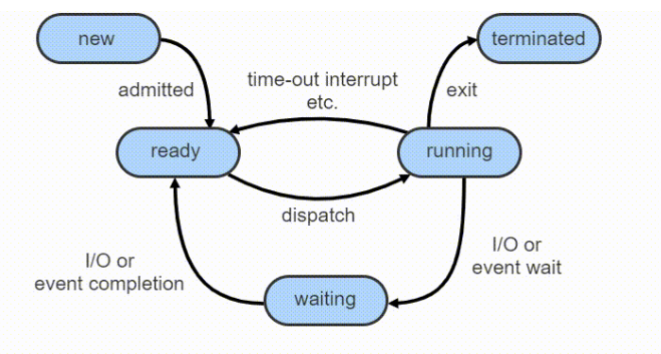 new
terminated
admitted
time-out interrupt
etc.
exit
ready
running
dispatch
I/O or
event completion
I/O or
event wait
waiting